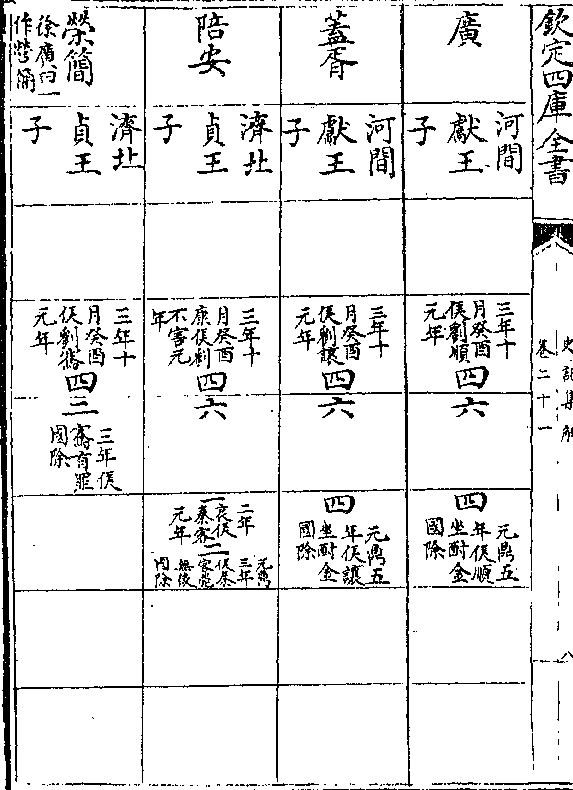 欽定四庫全書
史記集解
卷二十一
八
廣
河間
獻王
子
三年十
月癸酉
侯劉順
元年
四
六
四
元鼎五
年侯順
坐酎金
國除
蓋胥
河間
獻王
子
三年十
月癸酉
侯劉讓
元年
四
六
四
元鼎五
年侯讓
坐酎金
國除
陪安
濟北
貞王
子
三年十
月癸酉
康侯劉
不害元
年
四
六
一
二年
哀侯
秦客
元年
二
元鼎
三年
侯秦
客薨
無後
國除
榮簡
徐廣曰一
作營簡
濟北
貞王
子
三年十
月癸酉
侯劉騫
元年
四
三
三年侯
騫有罪
國除